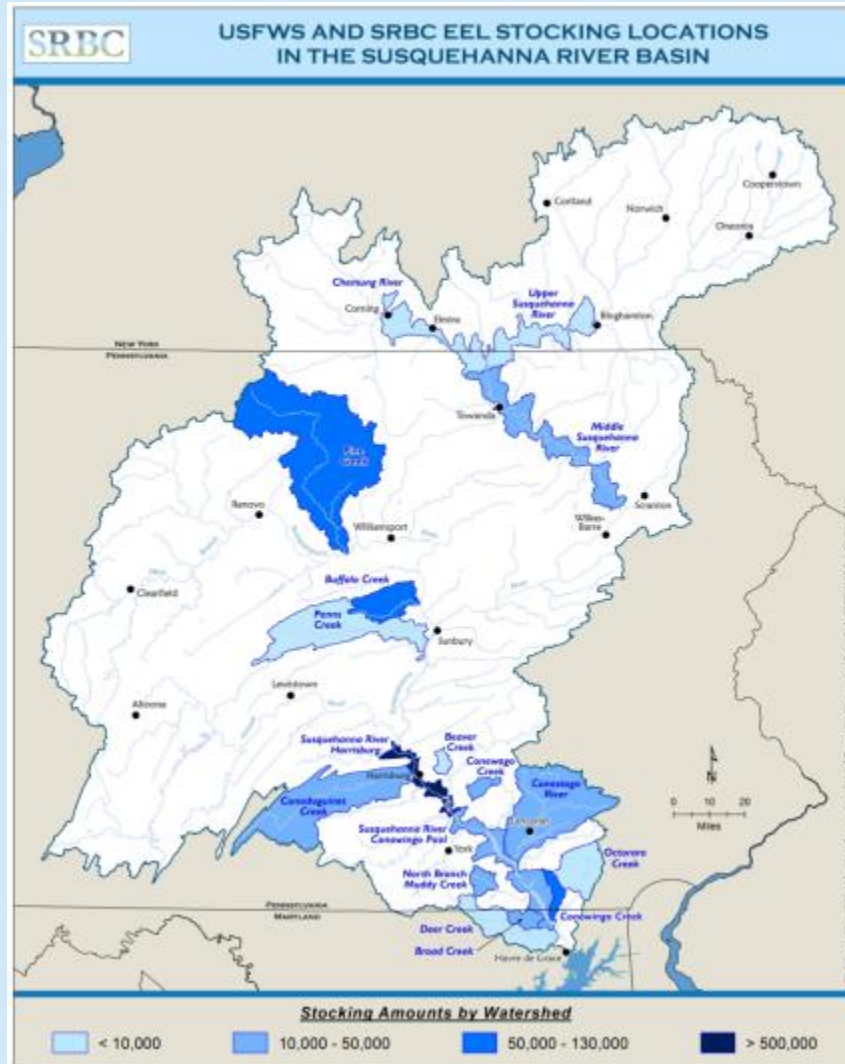 SRBC
USFWS AND SRBC EEL STOCKING LOCATIONS
IN THE SUSQUEHANNA RIVER BASIN
Cooperstown
Cortland
Norwich
Oneonta
Chemung River
Upper
Susquehanna
River
Corning
Elmira
Binghamton
NEW YORK
PENNSYLVANIA
Towanda
Middle
Susquehanna
River
Pine
Creek
Renovo
Scranton
Wilkes-
Barre
Williamsport
Buffalo Creek
Clearfield
Penns
Creek
Sunbury
Lewistown
Altoona
Susquehanna River
Harrisburg
Beaver
Creek
Conewago
Creek
Harrisburg
Conestoga
River
Conodoguinet
Creek
N
0 10 20
Miles
Susquehanna River
Conowingo Pool
Lancaster
York
Octoraro
Creek
North Branch
Muddy Creek
PENNSYLVANIA
MARYLAND
Conowingo Creek
Deer Creek
Broad Creek
Havre de Grace
Stocking Amounts by Watershed
< 10,000
10,000 - 50,000
50,000 - 130,000
> 500,000